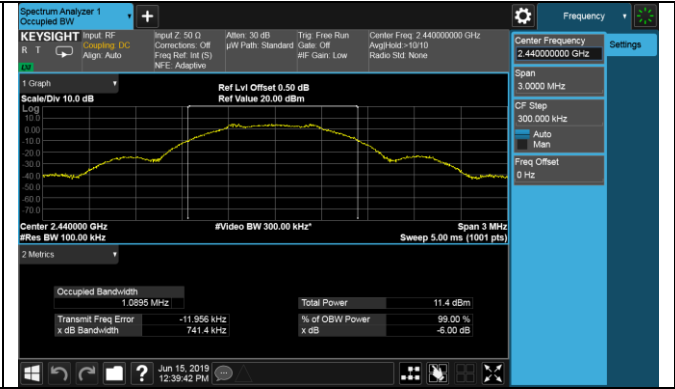 Spectrum Analyzer 1
Occupied BW
Frequency
KEYSIGHT Input: RF
R T Coupling: DC
Align: Auto
LW
Input Z: 50 Ω
Corrections: Off
Freq Ref: Int (S)
NFE: Adaptive
Atten: 30 dB
µW Path: Standard
Trig: Free Run
Gate: Off
#IF Gain: Low
Center Freq: 2.440000000 GHz
Avg|Hold:>10/10
Radio Std: None
Center Frequency
2.440000000 GHz
Settings
Span
3.0000 MHz
CF Step
300.000 kHz
Auto
Man
Freq Offset
0 Hz
1 Graph
Scale/Div 10.0 dB
Ref Lvl Offset 0.50 dB
Ref Value 20.00 dBm
Log
10.0
0.00
-10.0
-20.0
-30.0
-40.0
-50.0
-60.0
-70.0
Center 2.440000 GHz
#Res BW 100.00 kHz
#Video BW 300.00 kHz*
Span 3 MHz
Sweep 5.00 ms (1001 pts)
2 Metrics
Occupied Bandwidth
1.0895 MHz
Total Power 11.4 dBm
Transmit Freq Error -11.956 kHz
% of OBW Power 99.00 %
x dB Bandwidth 741.4 kHz
x dB -6.00 dB
Jun 15, 2019
12:39:42 PM